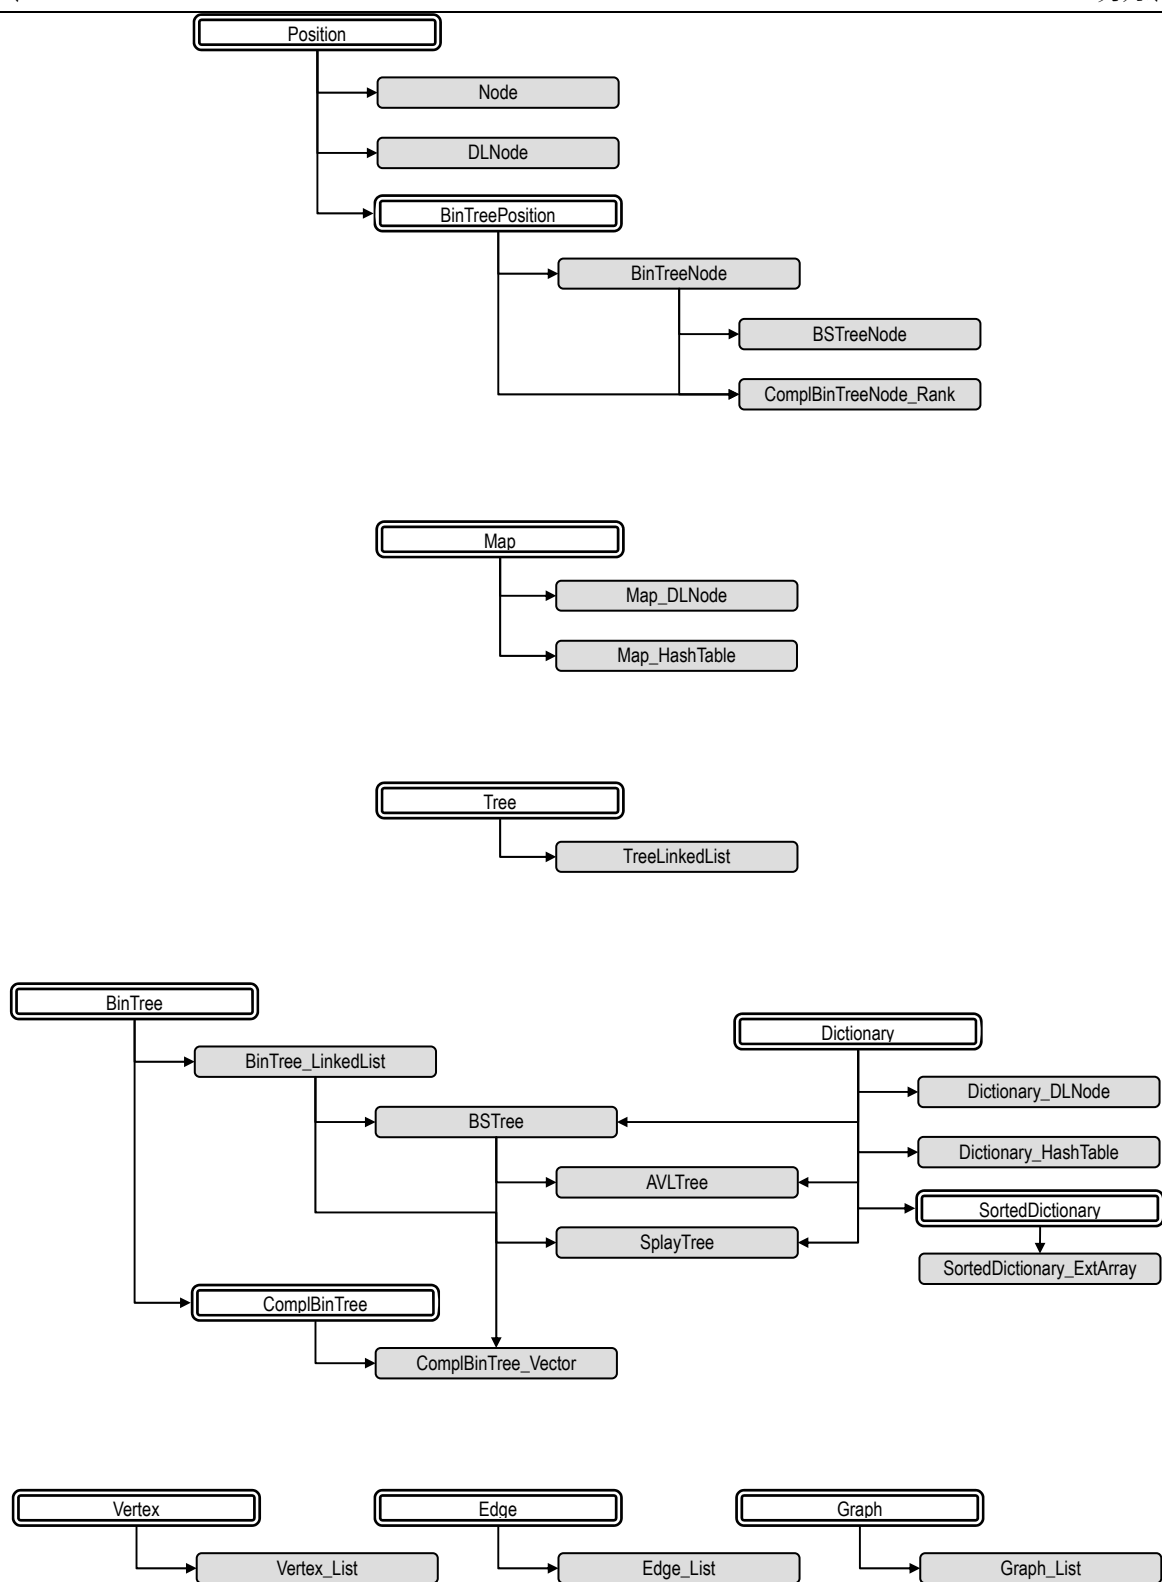 Position
Node
DLNode
BinTreePosition
BinTreeNode
BSTreeNode
ComplBinTreeNode_Rank
Map
Map_DLNode
Map_HashTable
Tree
TreeLinkedList
BinTree
Dictionary
BinTree_LinkedList
Dictionary_DLNode
BSTree
Dictionary_HashTable
AVLTree
SortedDictionary
SplayTree
SortedDictionary_ExtArray
ComplBinTree
ComplBinTree_Vector
Vertex
Edge
Graph
Vertex_List
Edge_List
Graph_List